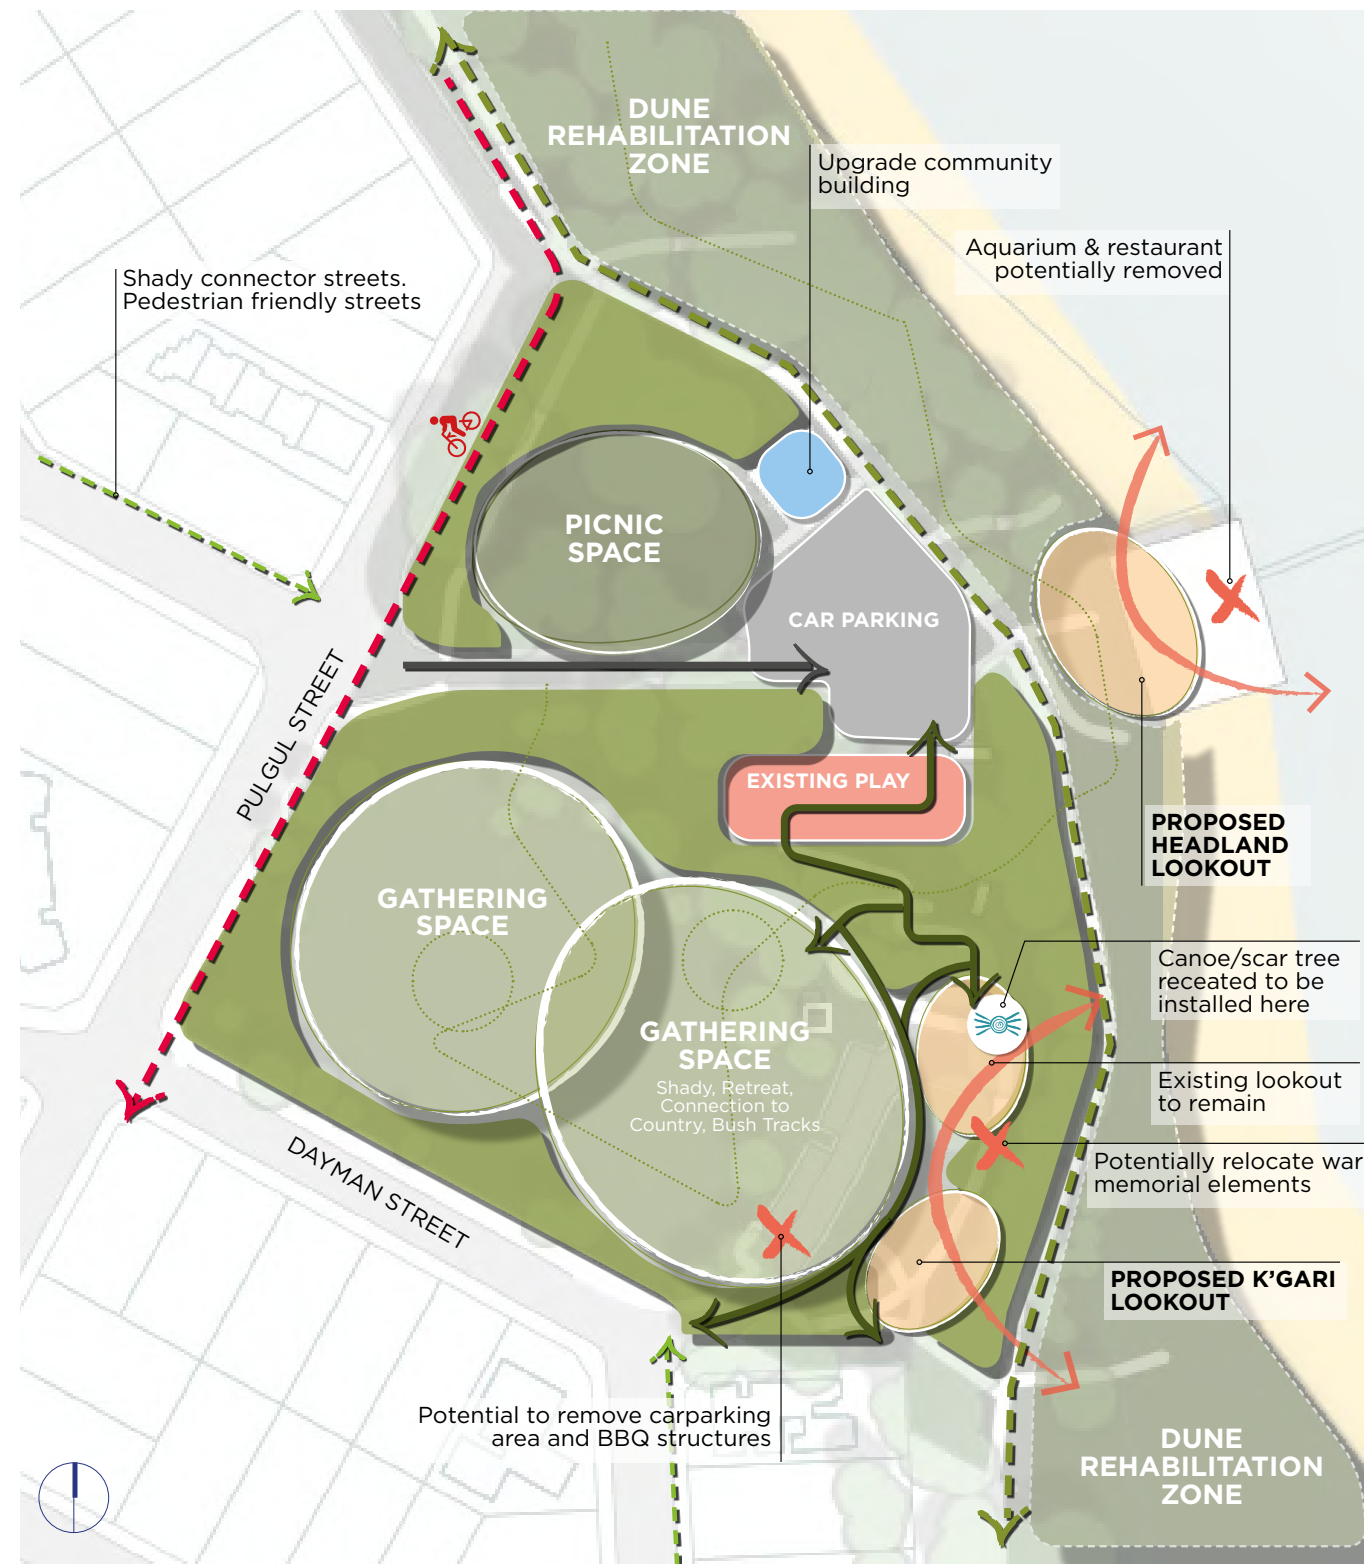 DUNE
REHABILITATION
ZONE
Upgrade community
building
Aquarium & restaurant
potentially removed
Shady connector streets.
Pedestrian friendly streets
PICNIC
SPACE
CAR PARKING
PULGUL STREET
EXISTING PLAY
PROPOSED
HEADLAND
LOOKOUT
GATHERING
SPACE
Canoe/scar tree
receated to be
installed here
GATHERING
SPACE
Shady, Retreat,
Connection to
Country, Bush Tracks
Existing lookout
to remain
DAYMAN STREET
Potentially relocate war
memorial elements
PROPOSED K’GARI
LOOKOUT
Potential to remove carparking
area and BBQ structures
DUNE
REHABILITATION
ZONE